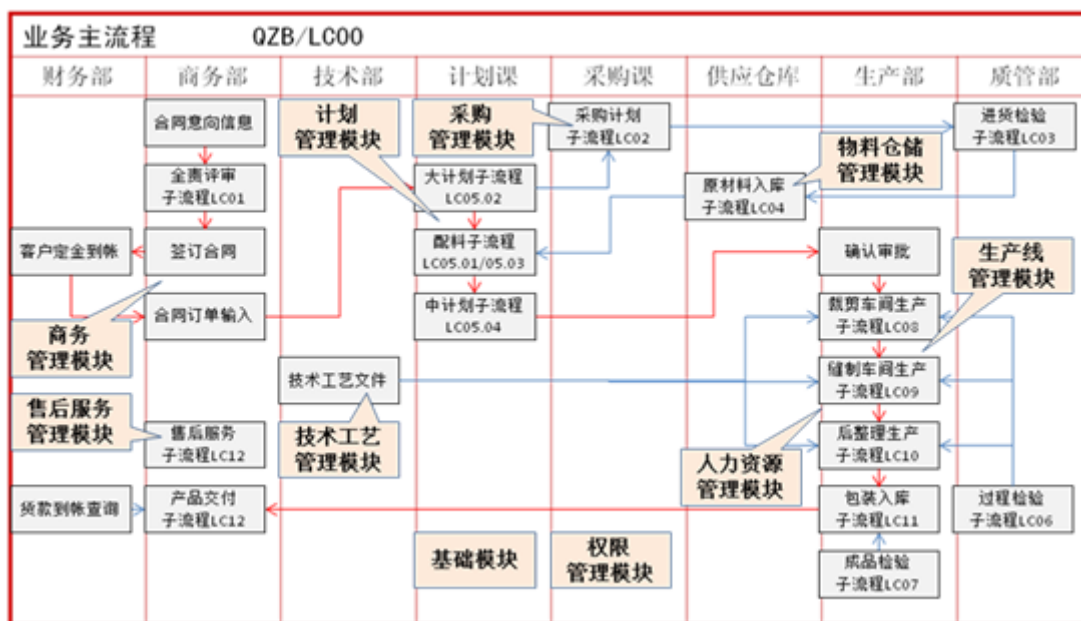 业务主流程 QZB/LC00
财务部 商务部 技术部 计划课 采购课 供应仓库 生产部 质管部
合同意向信息
全责评审
子流程LC01
客户定金到帐
签订合同
合同订单输入
商务
管理模块
售后服务
管理模块
售后服务
子流程LC12
货款到帐查询
产品交付
子流程LC12
计划
管理模块
技术工艺文件
技术工艺
管理模块
采购
管理模块
大计划子流程
LC05.02
配料子流程
LC05.01/05.03
中计划子流程
LC05.04
基础模块
采购计划
子流程LC02
权限
管理模块
原材料入库
子流程LC04
物料仓储
管理模块
人力资源
管理模块
确认审批
裁剪车间生产
子流程LC08
缝制车间生产
子流程LC09
后整理生产
子流程LC10
包装入库
子流程LC11
成品检验
子流程LC07
进货检验
子流程LC03
生产线
管理模块
过程检验
子流程LC06